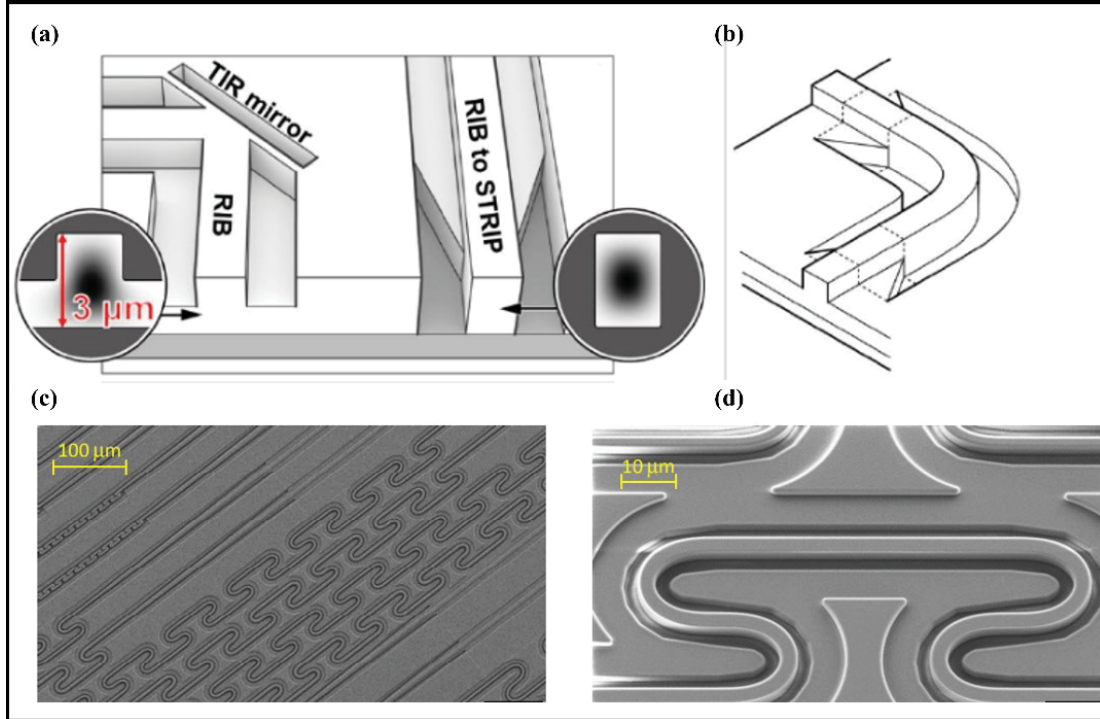 (a)
(b)
TIR mirror
RIB
RIB to STRIP
3 μm
(c)
(d)
100 μm
10 μm